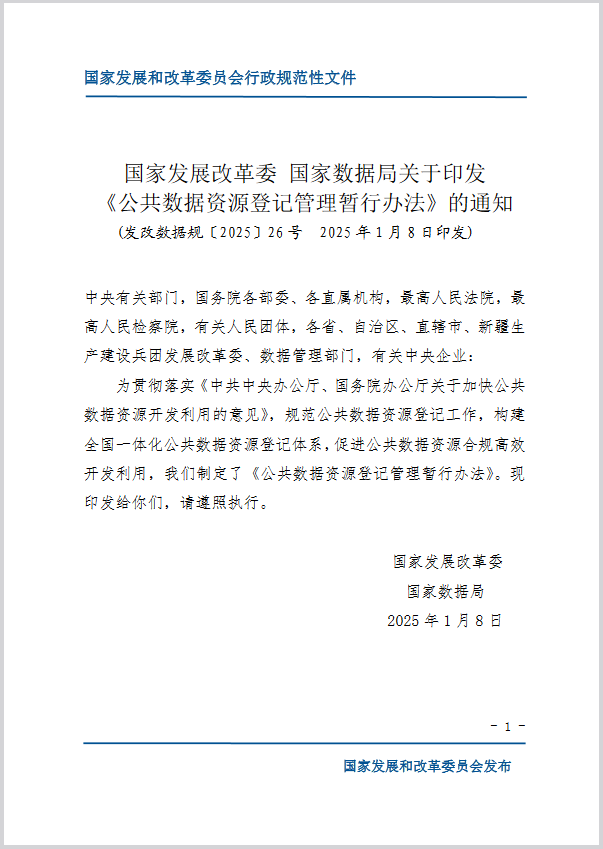 国家发展和改革委员会行政规范性文件
国家发展改革委 国家数据局关于印发
《公共数据资源登记管理暂行办法》的通知
(发改数据规〔2025〕26号 2025年1月8日印发)
中央有关部门，国务院各部委、各直属机构，最高人民法院，最
高人民检察院，有关人民团体，各省、自治区、直辖市、新疆生
产建设兵团发展改革委、数据管理部门，有关中央企业：
为贯彻落实《中共中央办公厅、国务院办公厅关于加快公共
数据资源开发利用的意见》，规范公共数据资源登记工作，构建
全国一体化公共数据资源登记体系，促进公共数据资源合规高效
开发利用，我们制定了《公共数据资源登记管理暂行办法》。现
印发给你们，请遵照执行。
国家发展改革委
国家数据局
2025年1月8日
- 1 -
国家发展和改革委员会发布